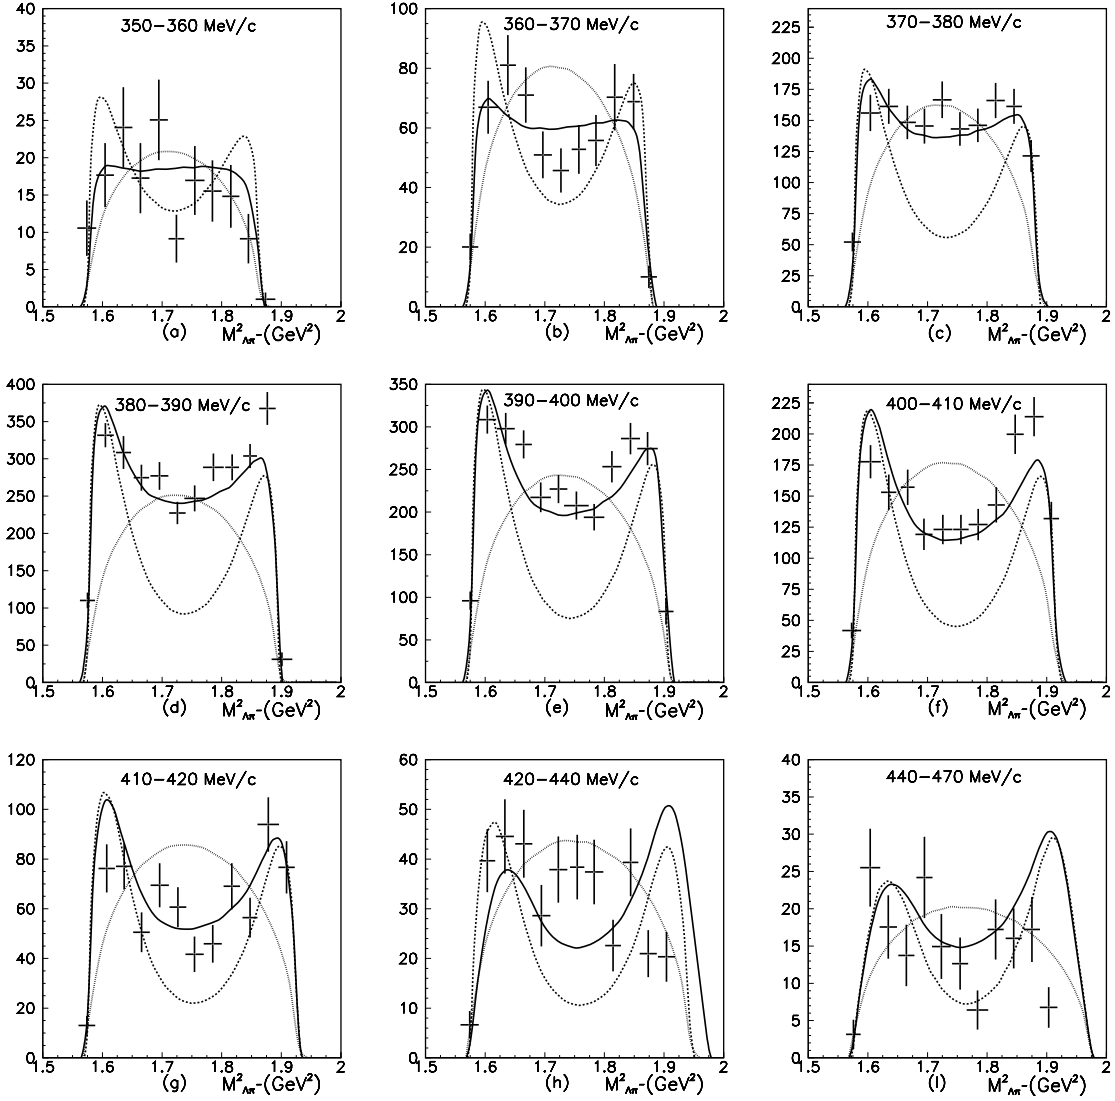 350–360 MeV/c
40
35
30
25
20
15
10
5
0
1.5 1.6 1.7 1.8 1.9 2
(a) M²Λπ⁻(GeV²)
360–370 MeV/c
100
80
60
40
20
0
1.5 1.6 1.7 1.8 1.9 2
(b) M²Λπ⁻(GeV²)
370–380 MeV/c
225
200
175
150
125
100
75
50
25
0
1.5 1.6 1.7 1.8 1.9 2
(c) M²Λπ⁻(GeV²)
380–390 MeV/c
400
350
300
250
200
150
100
50
0
1.5 1.6 1.7 1.8 1.9 2
(d) M²Λπ⁻(GeV²)
390–400 MeV/c
350
300
250
200
150
100
50
0
1.5 1.6 1.7 1.8 1.9 2
(e) M²Λπ⁻(GeV²)
400–410 MeV/c
225
200
175
150
125
100
75
50
25
0
1.5 1.6 1.7 1.8 1.9 2
(f) M²Λπ⁻(GeV²)
410–420 MeV/c
120
100
80
60
40
20
0
1.5 1.6 1.7 1.8 1.9 2
(g) M²Λπ⁻(GeV²)
420–440 MeV/c
60
50
40
30
20
10
0
1.5 1.6 1.7 1.8 1.9 2
(h) M²Λπ⁻(GeV²)
440–470 MeV/c
40
35
30
25
20
15
10
5
0
1.5 1.6 1.7 1.8 1.9 2
(l) M²Λπ⁻(GeV²)